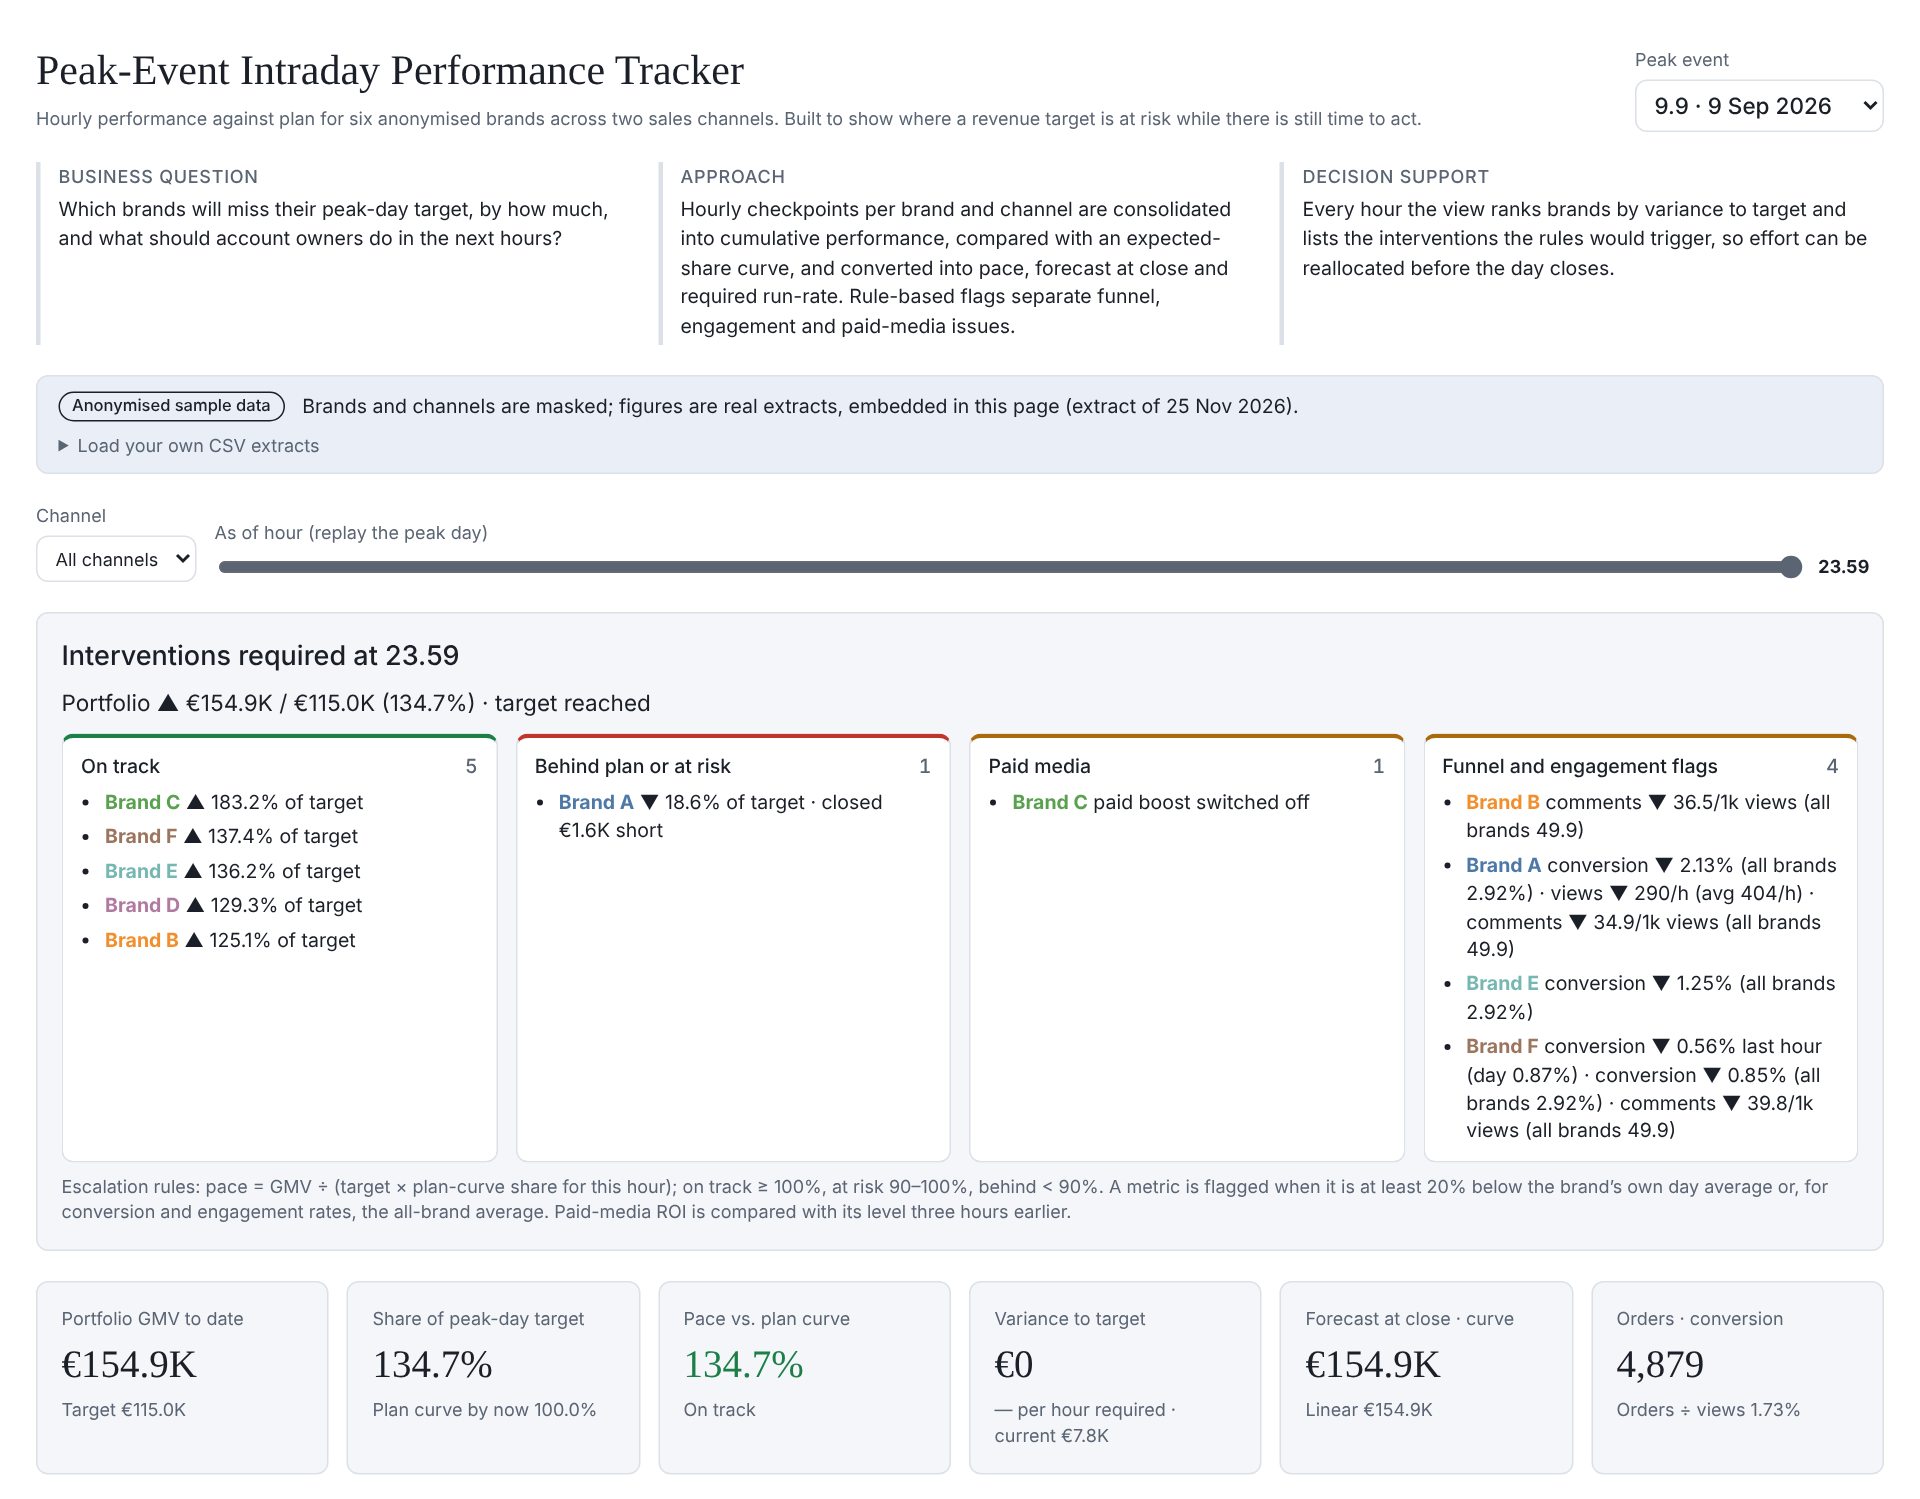 Peak-Event Intraday Performance Tracker
Hourly performance against plan for six anonymised brands across two sales channels. Built to show where a revenue target is at risk while there is still time to act.
Peak event
9.9 · 9 Sep 2026
BUSINESS QUESTION
Which brands will miss their peak-day target, by how much,
and what should account owners do in the next hours?
APPROACH
Hourly checkpoints per brand and channel are consolidated
into cumulative performance, compared with an expected-
share curve, and converted into pace, forecast at close and
required run-rate. Rule-based flags separate funnel,
engagement and paid-media issues.
DECISION SUPPORT
Every hour the view ranks brands by variance to target and
lists the interventions the rules would trigger, so effort can be
reallocated before the day closes.
Anonymised sample data Brands and channels are masked; figures are real extracts, embedded in this page (extract of 25 Nov 2026).
▶ Load your own CSV extracts
Channel
All channels
As of hour (replay the peak day)
23.59
Interventions required at 23.59
Portfolio ▲ €154.9K / €115.0K (134.7%) · target reached
On track 5
• Brand C ▲ 183.2% of target
• Brand F ▲ 137.4% of target
• Brand E ▲ 136.2% of target
• Brand D ▲ 129.3% of target
• Brand B ▲ 125.1% of target
Behind plan or at risk 1
• Brand A ▼ 18.6% of target · closed
€1.6K short
Paid media 1
• Brand C paid boost switched off
Funnel and engagement flags 4
• Brand B comments ▼ 36.5/1k views (all
brands 49.9)
• Brand A conversion ▼ 2.13% (all brands
2.92%) · views ▼ 290/h (avg 404/h) ·
comments ▼ 34.9/1k views (all brands
49.9)
• Brand E conversion ▼ 1.25% (all brands
2.92%)
• Brand F conversion ▼ 0.56% last hour
(day 0.87%) · conversion ▼ 0.85% (all
brands 2.92%) · comments ▼ 39.8/1k
views (all brands 49.9)
Escalation rules: pace = GMV ÷ (target × plan-curve share for this hour); on track ≥ 100%, at risk 90–100%, behind < 90%. A metric is flagged when it is at least 20% below the brand’s own day average or, for
conversion and engagement rates, the all-brand average. Paid-media ROI is compared with its level three hours earlier.
Portfolio GMV to date
€154.9K
Target €115.0K
Share of peak-day target
134.7%
Plan curve by now 100.0%
Pace vs. plan curve
134.7%
On track
Variance to target
€0
— per hour required ·
current €7.8K
Forecast at close · curve
€154.9K
Linear €154.9K
Orders · conversion
4,879
Orders ÷ views 1.73%